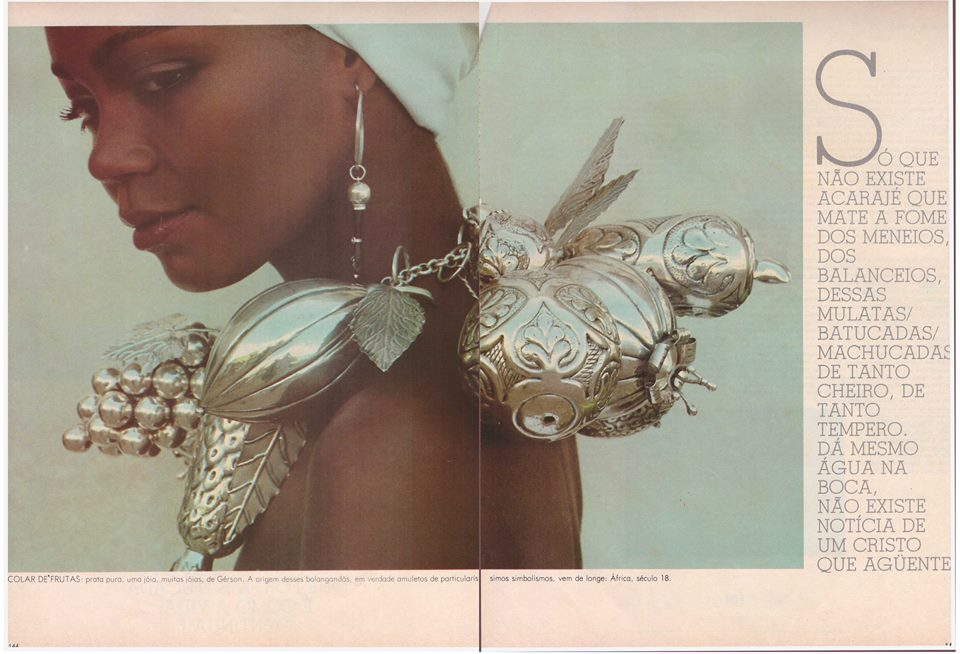 SÓ QUE
NÃO EXISTE
ACARAJÉ QUE
MATE A FOME
DOS MENEIOS,
DOS
BALANCEIOS,
DESSAS
MULATAS/
BATUCADAS/
MACHUCADAS
DE TANTO
CHEIRO, DE
TANTO
TEMPERO.
DÁ MESMO
ÁGUA NA
BOCA,
NÃO EXISTE
NOTÍCIA DE
UM CRISTO
QUE AGÜENTE
COLAR DE FRUTAS: prata pura, uma jóia, muitas jóias, de Gérson. A origem desses balangandãs, em verdade amuletos de particularís simos simbolismos, vem de longe: África, século 18.